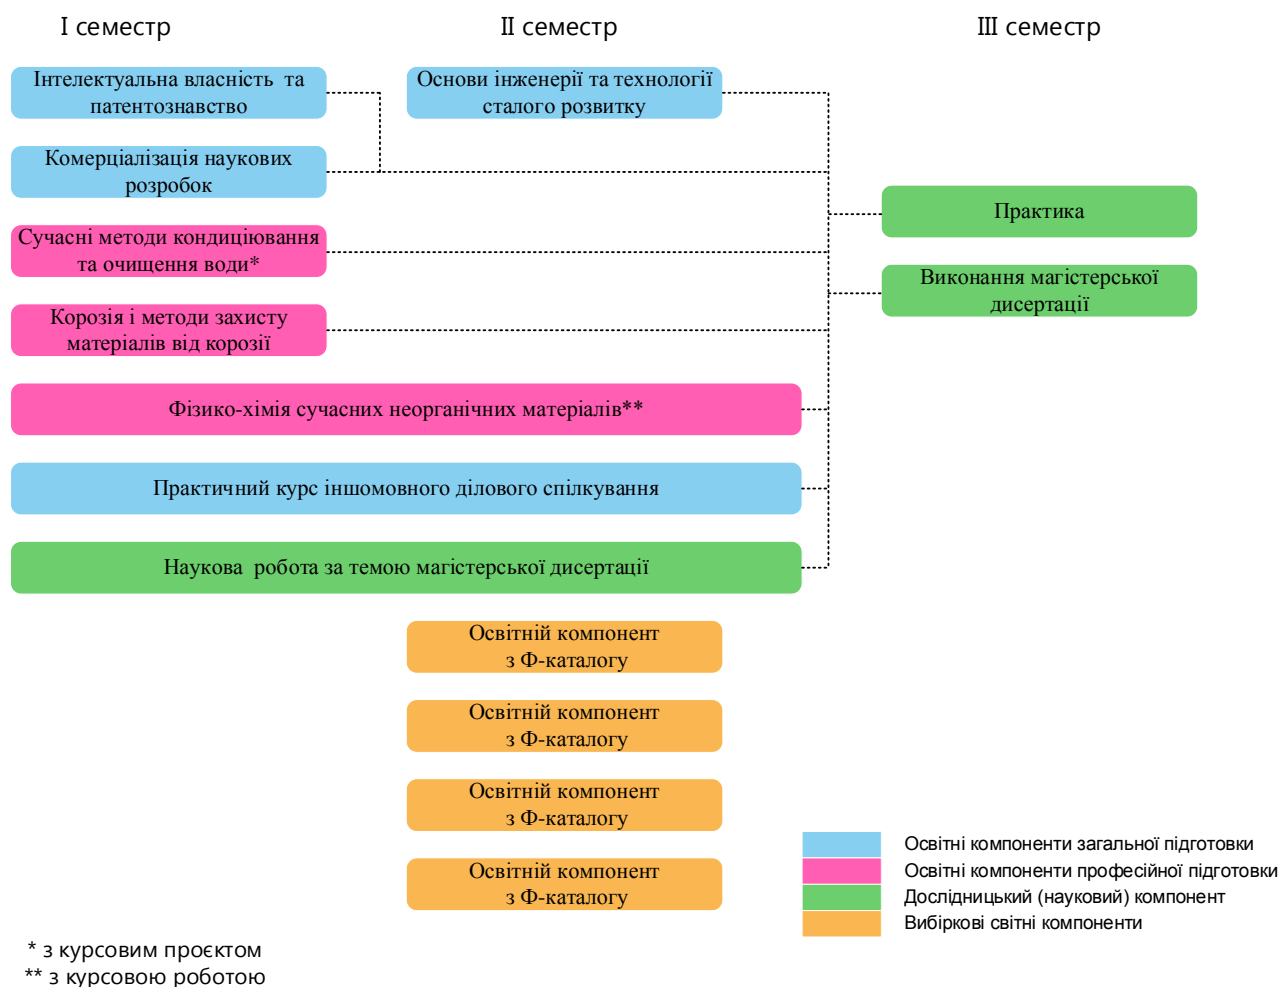 І семестр
ІІ семестр
ІІІ семестр
Інтелектуальна власність та
патентознавство
Основи інженерії та технології
сталого розвитку
Комерціалізація наукових
розробок
Практика
Сучасні методи кондиціювання
та очищення води*
Виконання магістерської
дисертації
Корозія і методи захисту
матеріалів від корозії
Фізико-хімія сучасних неорганічних матеріалів**
Практичний курс іншомовного ділового спілкування
Наукова робота за темою магістерської дисертації
Освітній компонент
з Ф-каталогу
Освітній компонент
з Ф-каталогу
Освітній компонент
з Ф-каталогу
Освітній компонент
з Ф-каталогу
Освітні компоненти загальної підготовки
Освітні компоненти професійної підготовки
Дослідницький (науковий) компонент
Вибіркові світні компоненти
* з курсовим проєктом
** з курсовою роботою